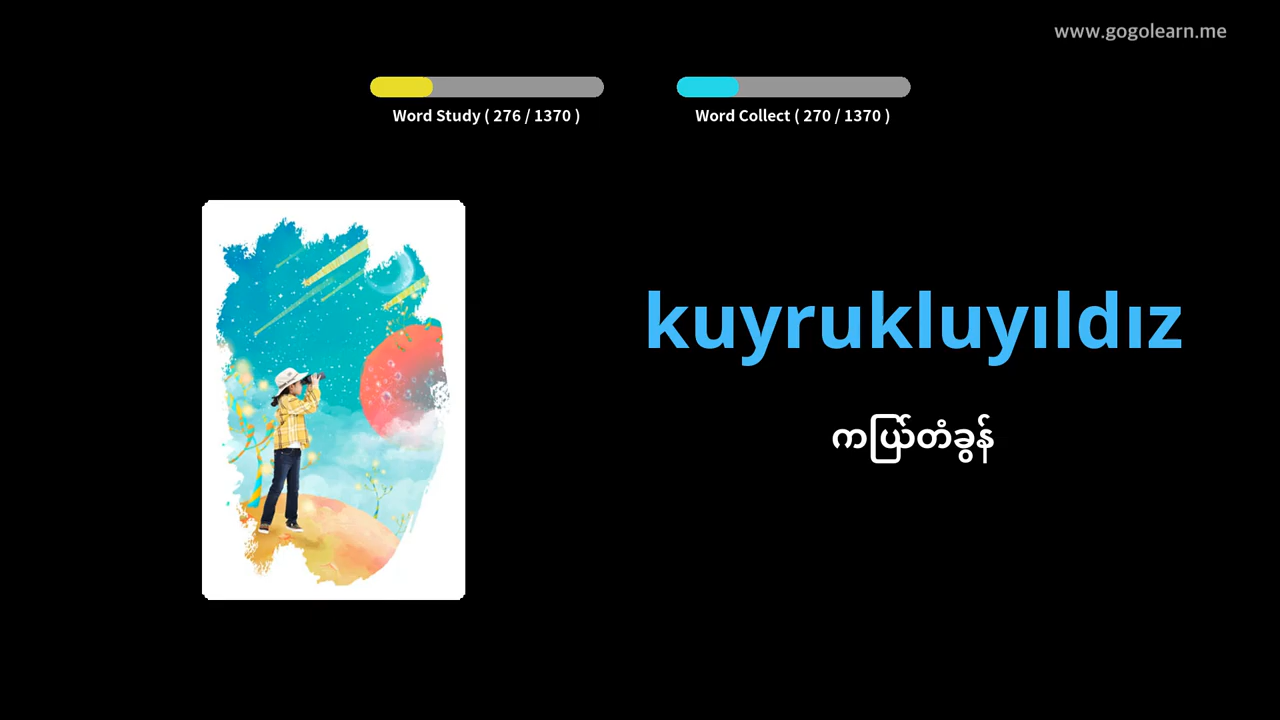 www.gogolearn.me
Word Study ( 276 / 1370 )
Word Collect ( 270 / 1370 )
kuyrukluyıldız
ကယ်ြတံခွန်